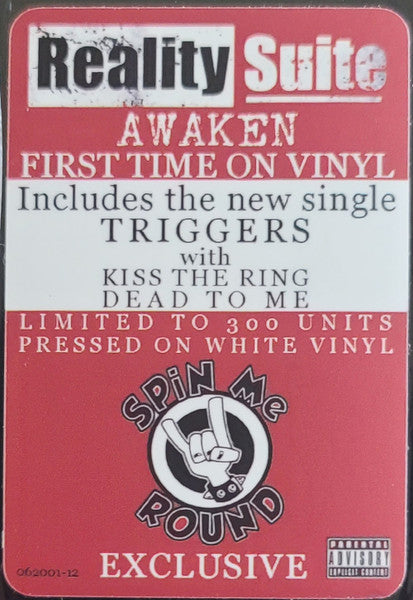 Reality Suite
AWAKEN
FIRST TIME ON VINYL
Includes the new single
TRIGGERS
with
KISS THE RING
DEAD TO ME
LIMITED TO 300 UNITS
PRESSED ON WHITE VINYL
SPiN Me
ROUND
062001-12
EXCLUSIVE
PARENTAL
ADVISORY
EXPLICIT CONTENT